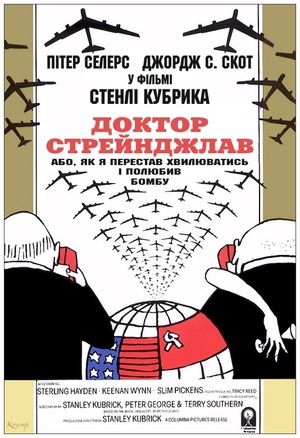 ПІТЕР СЕЛЕРС ДЖОРДЖ С. СКОТ
У ФІЛЬМІ
СТЕНЛІ КУБРИКА
ДОКТОР
СТРЕЙНДЖЛАВ
АБО, ЯК Я ПЕРЕСТАВ ХВИЛЮВАТИСЬ
І ПОЛЮБИВ
БОМБУ
STERLING HAYDEN · KEENAN WYNN · SLIM PICKENS TRACY REED
STANLEY KUBRICK, PETER GEORGE & TERRY SOUTHERN
STANLEY KUBRICK A COLUMBIA PICTURES RELEASE